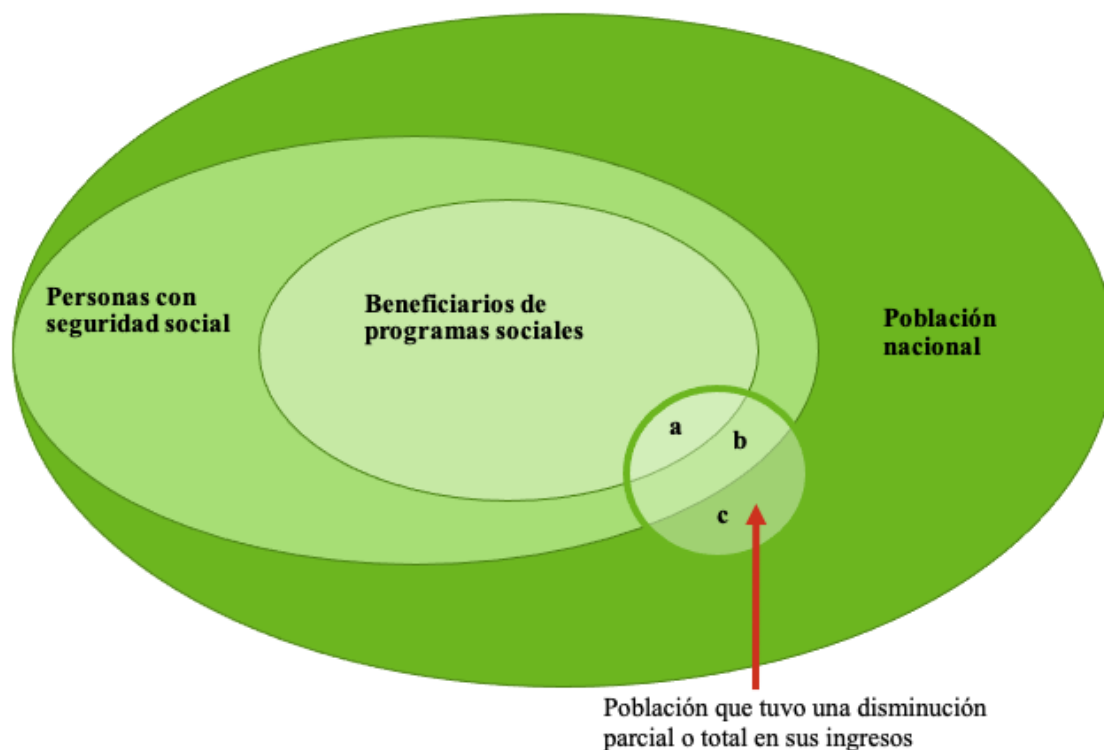 Personas con
seguridad social
Beneficiarios de
programas sociales
Población
nacional
a
b
c
Población que tuvo una disminución
parcial o total en sus ingresos